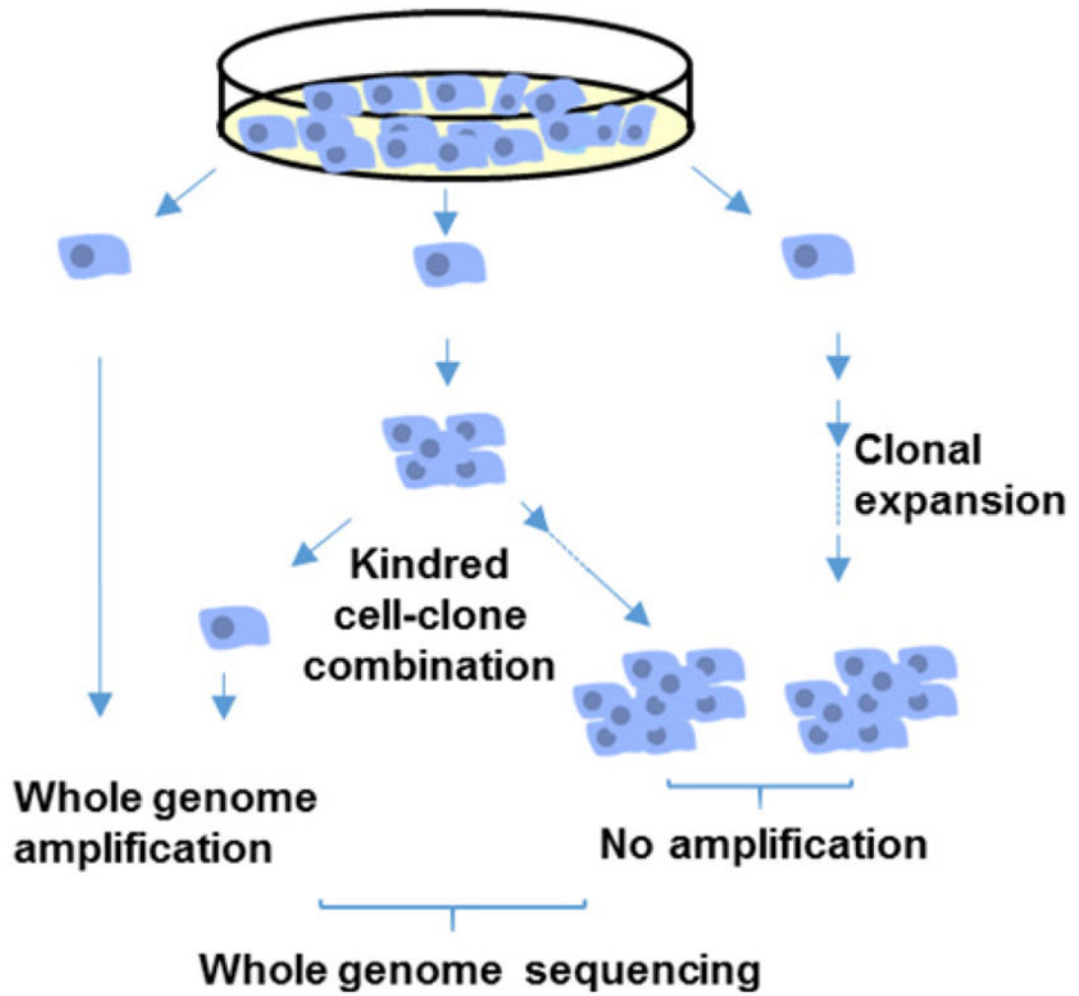 Clonal
expansion
Kindred
cell-clone
combination
Whole genome
amplification
No amplification
Whole genome sequencing